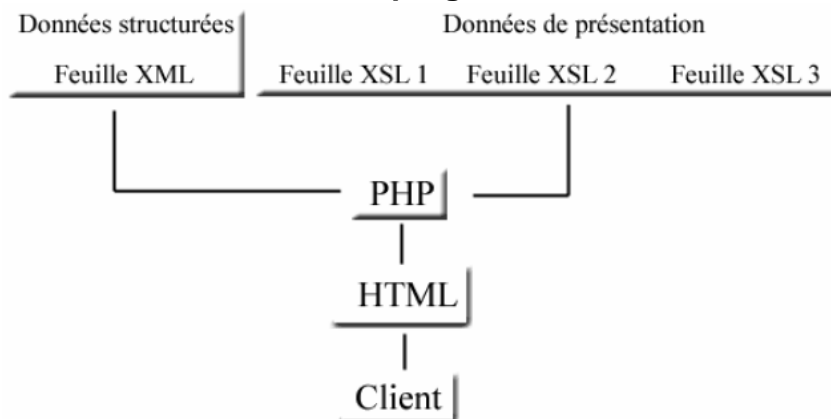 Données structurées Données de présentation
Feuille XML Feuille XSL 1 Feuille XSL 2 Feuille XSL 3
PHP
HTML
Client